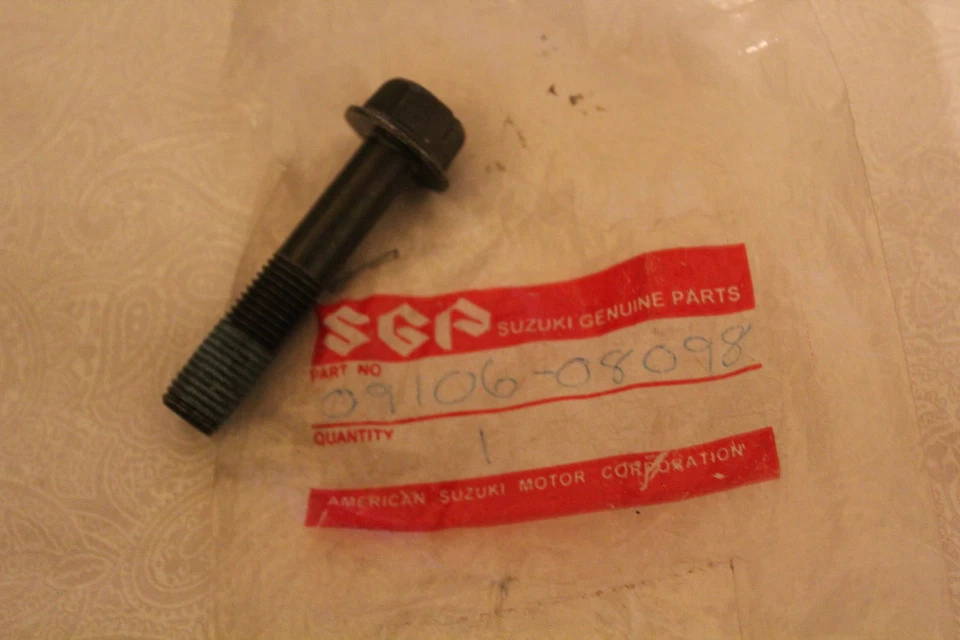 SGP SUZUKI GENUINE PARTS
PART NO
09106-08098
QUANTITY 1
AMERICAN SUZUKI MOTOR CORPORATION